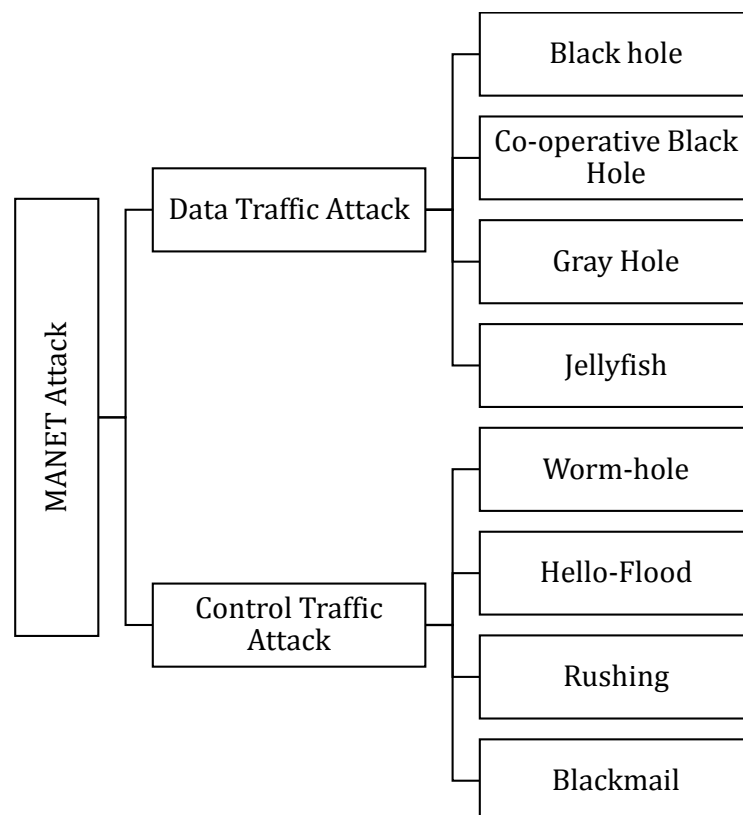 MANET Attack
Data Traffic Attack
Black hole
Co-operative Black
Hole
Gray Hole
Jellyfish
Control Traffic
Attack
Worm-hole
Hello-Flood
Rushing
Blackmail